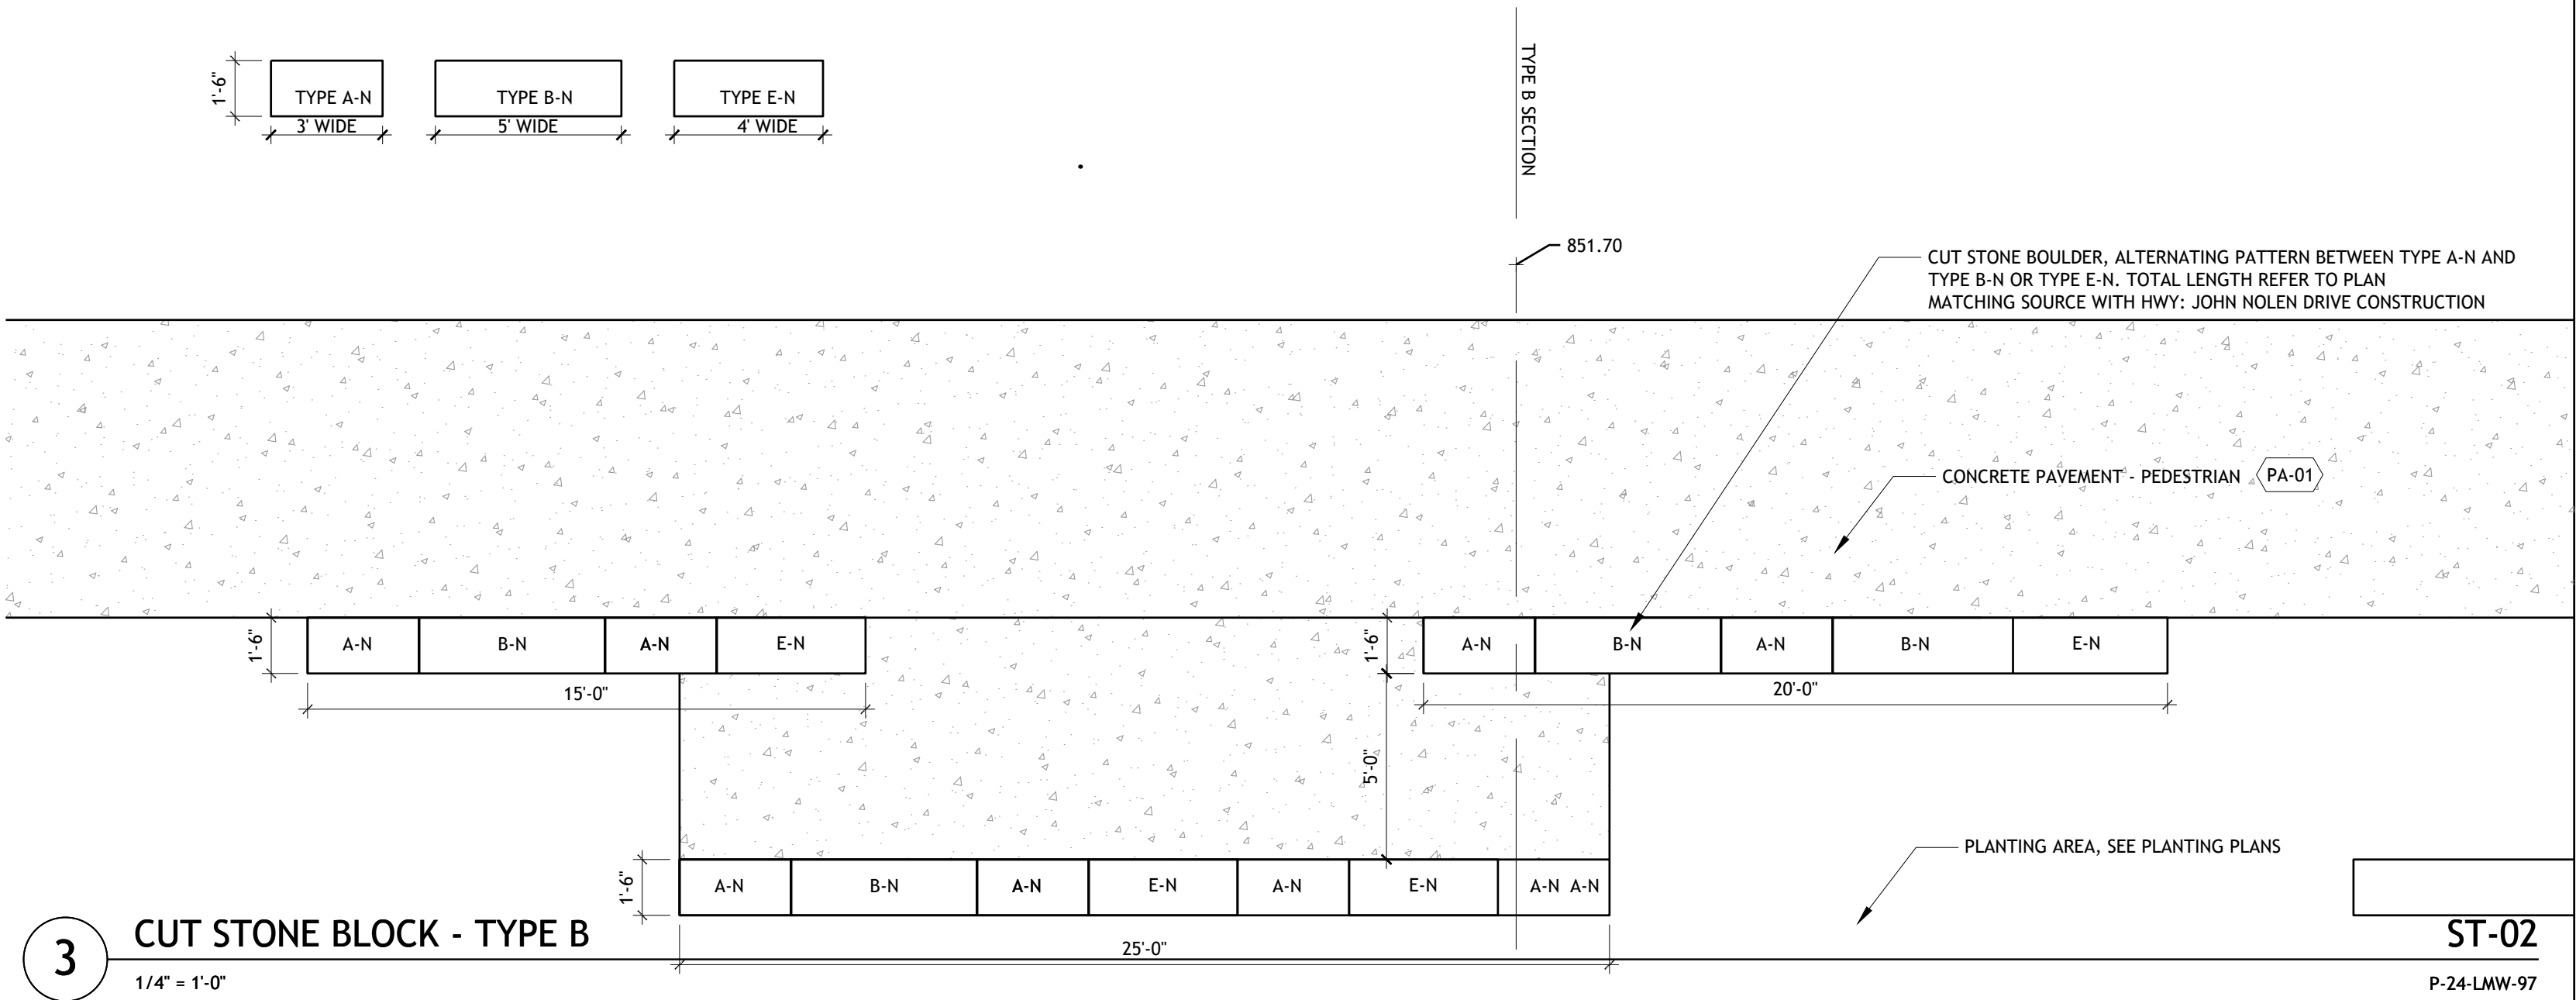 1'-6"
TYPE A-N
3' WIDE
TYPE B-N
5' WIDE
TYPE E-N
4' WIDE
TYPE B SECTION
851.70
CUT STONE BOULDER, ALTERNATING PATTERN BETWEEN TYPE A-N AND
TYPE B-N OR TYPE E-N. TOTAL LENGTH REFER TO PLAN
MATCHING SOURCE WITH HWY: JOHN NOLEN DRIVE CONSTRUCTION
CONCRETE PAVEMENT - PEDESTRIAN PA-01
1'-6" A-N B-N A-N E-N
15'-0"
1'-6" A-N B-N A-N B-N E-N
20'-0"
5'-0"
PLANTING AREA, SEE PLANTING PLANS
1'-6" A-N B-N A-N E-N A-N E-N A-N A-N
25'-0"
3 CUT STONE BLOCK - TYPE B
1/4" = 1'-0"
ST-02
P-24-LMW-97